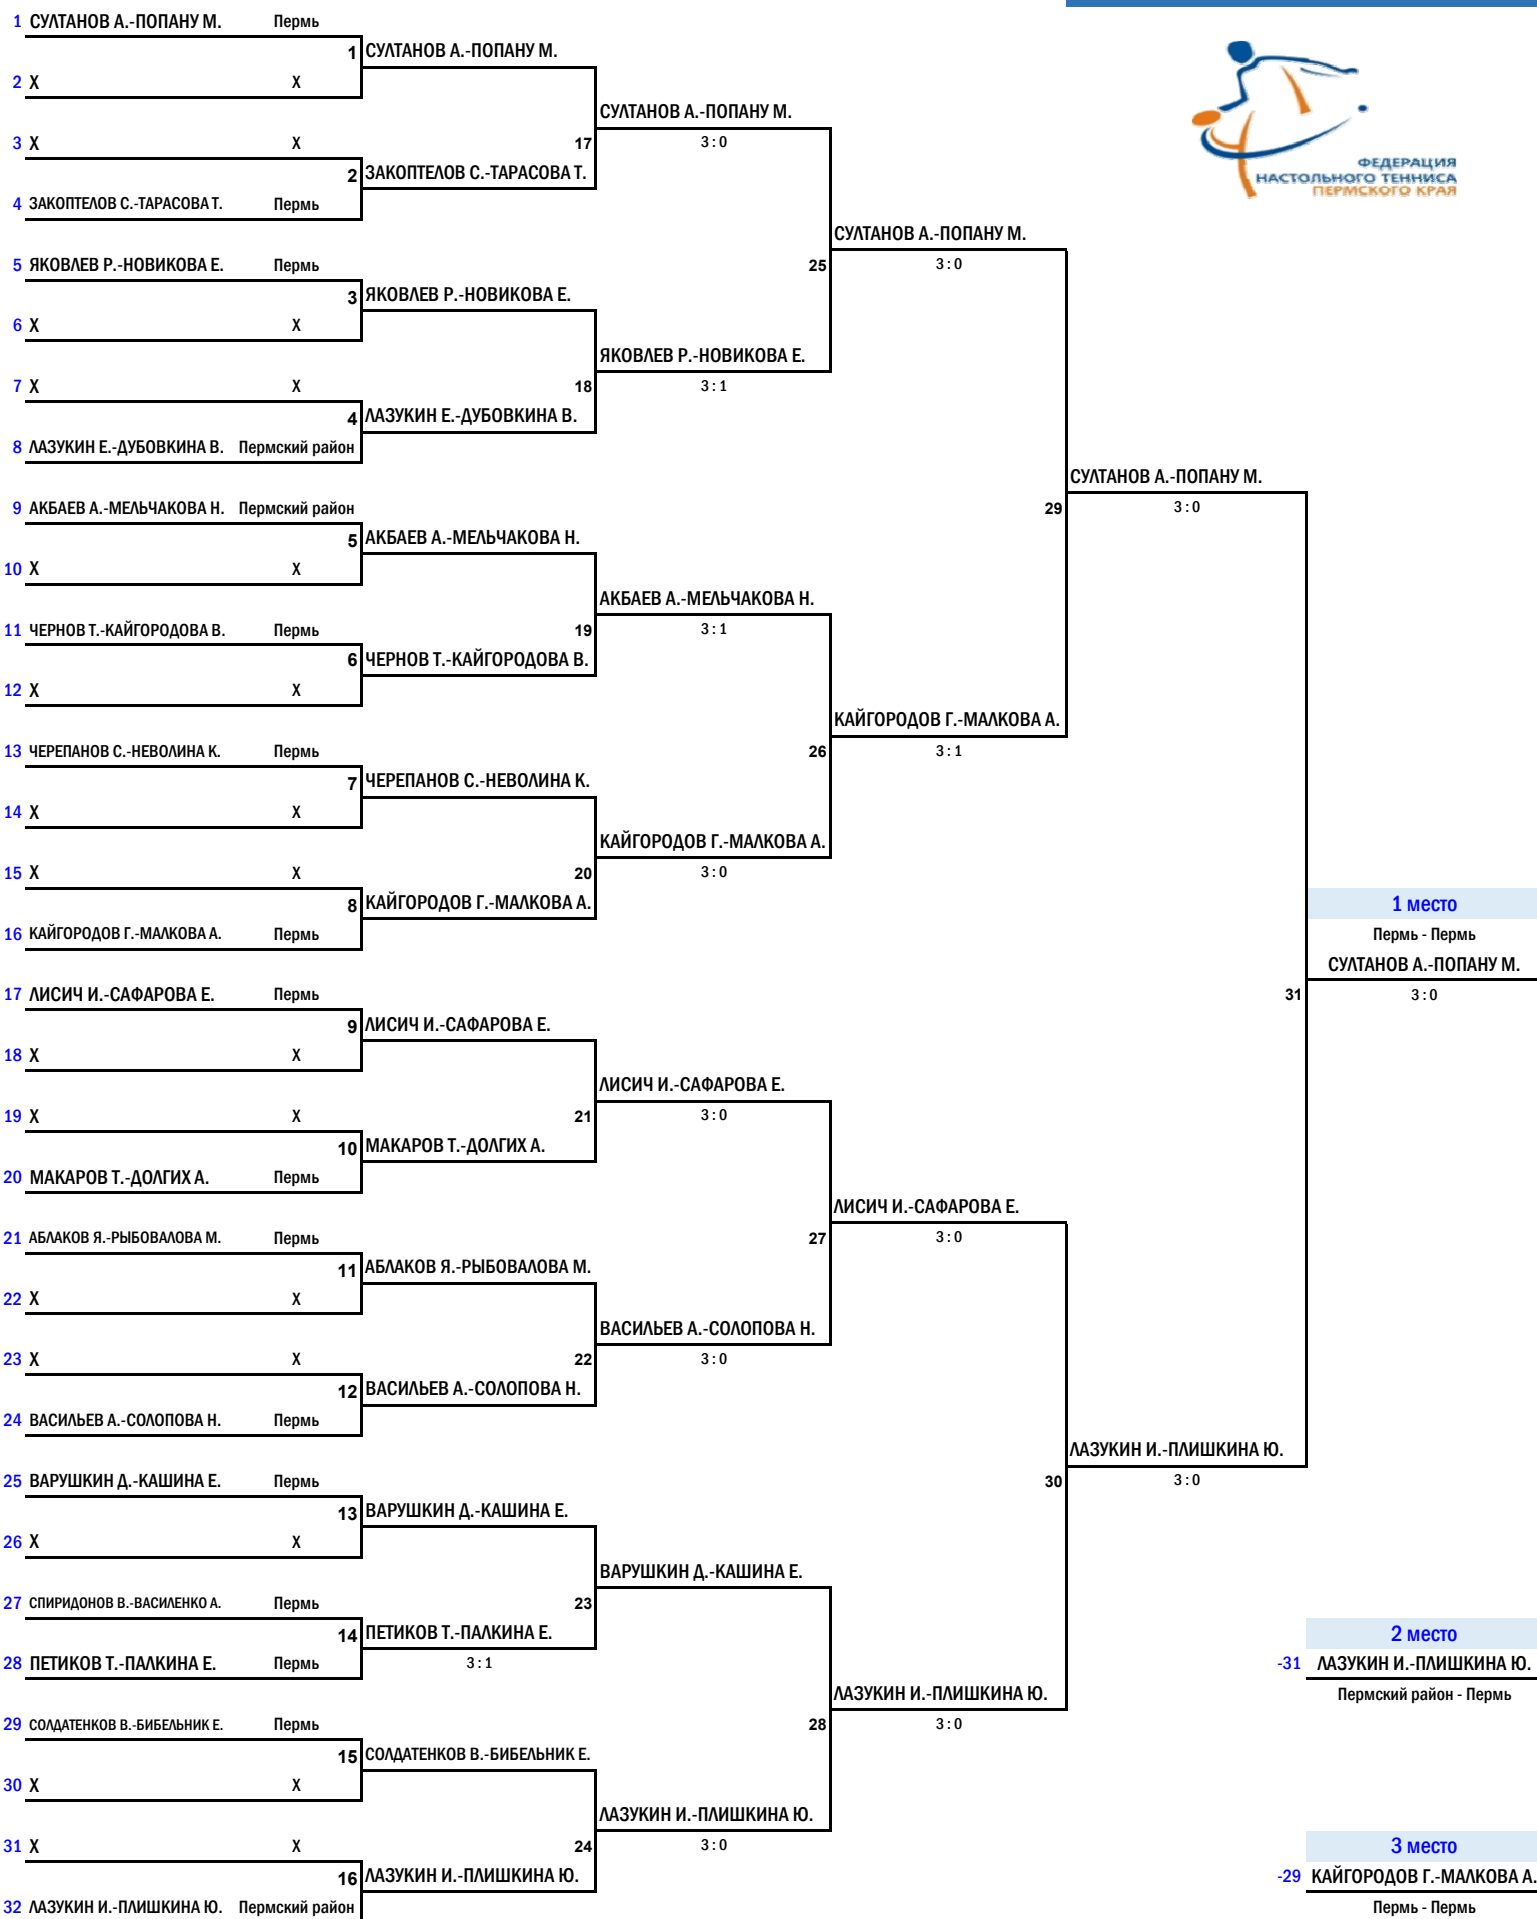 1 СУЛТАНОВ А.-ПОПАНУ М. Пермь
1 СУЛТАНОВ А.-ПОПАНУ М.
2 X X
СУЛТАНОВ А.-ПОПАНУ М.
3 X X 17 3 : 0
2 ЗАКОПТЕЛОВ С.-ТАРАСОВА Т.
ФЕДЕРАЦИЯ
НАСТОЛЬНОГО ТЕННИСА
ПЕРМСКОГО КРАЯ
4 ЗАКОПТЕЛОВ С.-ТАРАСОВА Т. Пермь
СУЛТАНОВ А.-ПОПАНУ М.
5 ЯКОВЛЕВ Р.-НОВИКОВА Е. Пермь 25 3 : 0
3 ЯКОВЛЕВ Р.-НОВИКОВА Е.
6 X X
ЯКОВЛЕВ Р.-НОВИКОВА Е.
7 X X 18 3 : 1
4 ЛАЗУКИН Е.-ДУБОВКИНА В.
8 ЛАЗУКИН Е.-ДУБОВКИНА В. Пермский район
СУЛТАНОВ А.-ПОПАНУ М.
9 АКБАЕВ А.-МЕЛЬЧАКОВА Н. Пермский район 29 3 : 0
5 АКБАЕВ А.-МЕЛЬЧАКОВА Н.
10 X X
АКБАЕВ А.-МЕЛЬЧАКОВА Н.
11 ЧЕРНОВ Т.-КАЙГОРОДОВА В. Пермь 19 3 : 1
6 ЧЕРНОВ Т.-КАЙГОРОДОВА В.
12 X X
КАЙГОРОДОВ Г.-МАЛКОВА А.
13 ЧЕРЕПАНОВ С.-НЕВОЛИНА К. Пермь 26 3 : 1
7 ЧЕРЕПАНОВ С.-НЕВОЛИНА К.
14 X X
КАЙГОРОДОВ Г.-МАЛКОВА А.
15 X X 20 3 : 0
8 КАЙГОРОДОВ Г.-МАЛКОВА А. 1 место
16 КАЙГОРОДОВ Г.-МАЛКОВА А. Пермь Пермь - Пермь
СУЛТАНОВ А.-ПОПАНУ М.
17 ЛИСИЧ И.-САФАРОВА Е. Пермь 31 3 : 0
9 ЛИСИЧ И.-САФАРОВА Е.
18 X X
ЛИСИЧ И.-САФАРОВА Е.
19 X X 21 3 : 0
10 МАКАРОВ Т.-ДОЛГИХ А.
20 МАКАРОВ Т.-ДОЛГИХ А. Пермь
ЛИСИЧ И.-САФАРОВА Е.
21 АБЛАКОВ Я.-РЫБОВАЛОВА М. Пермь 27 3 : 0
11 АБЛАКОВ Я.-РЫБОВАЛОВА М.
22 X X
ВАСИЛЬЕВ А.-СОЛОПОВА Н.
23 X X 22 3 : 0
12 ВАСИЛЬЕВ А.-СОЛОПОВА Н.
24 ВАСИЛЬЕВ А.-СОЛОПОВА Н. Пермь
ЛАЗУКИН И.-ПЛИШКИНА Ю.
25 ВАРУШКИН Д.-КАШИНА Е. Пермь 30 3 : 0
13 ВАРУШКИН Д.-КАШИНА Е.
26 X X
ВАРУШКИН Д.-КАШИНА Е.
27 СПИРИДОНОВ В.-ВАСИЛЕНКО А. Пермь 23
14 ПЕТИКОВ Т.-ПАЛКИНА Е. 2 место
28 ПЕТИКОВ Т.-ПАЛКИНА Е. Пермь 3 : 1 -31 ЛАЗУКИН И.-ПЛИШКИНА Ю.
ЛАЗУКИН И.-ПЛИШКИНА Ю. Пермский район - Пермь
29 СОЛДАТЕНКОВ В.-БИБЕЛЬНИК Е. Пермь 28 3 : 0
15 СОЛДАТЕНКОВ В.-БИБЕЛЬНИК Е.
30 X X
ЛАЗУКИН И.-ПЛИШКИНА Ю.
31 X X 24 3 : 0 3 место
16 ЛАЗУКИН И.-ПЛИШКИНА Ю. -29 КАЙГОРОДОВ Г.-МАЛКОВА А.
32 ЛАЗУКИН И.-ПЛИШКИНА Ю. Пермский район Пермь - Пермь